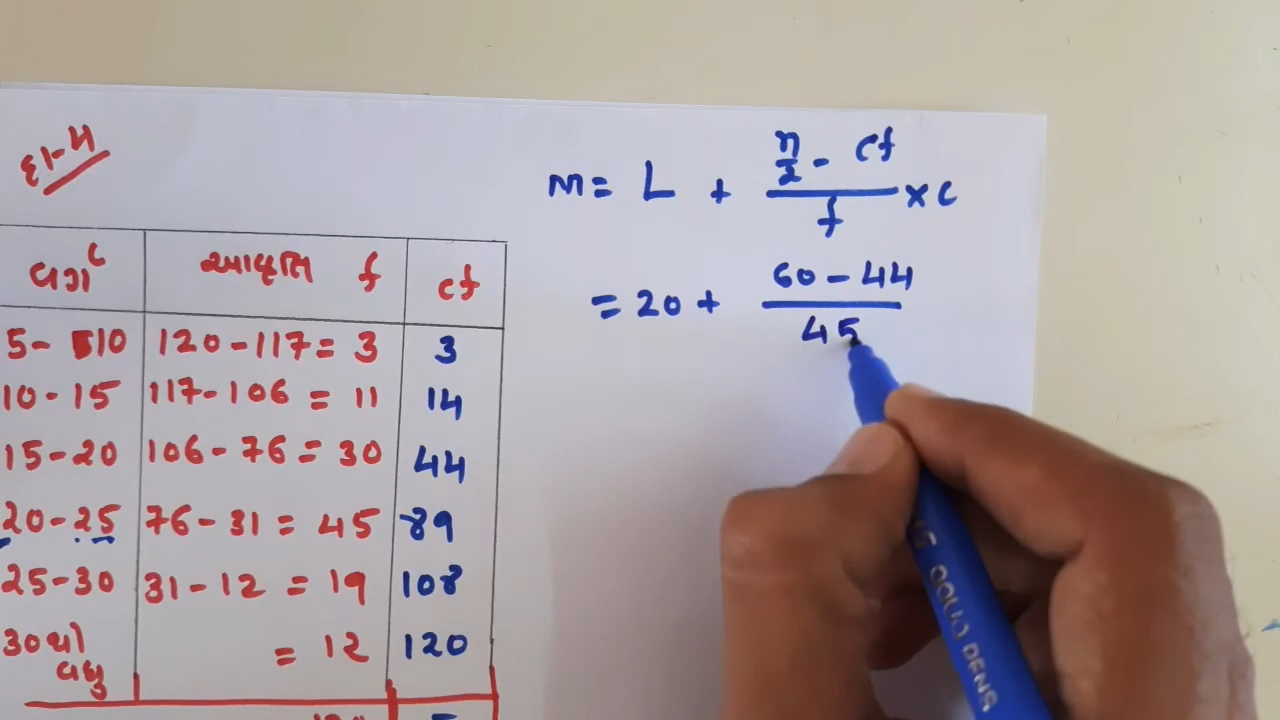 દા-૫
m = L + (n/2 - cf)/f × c
= 20 + (60-44)/45
વર્ગ c આવૃત્તિ f cf
5-10 120-117=3 3
10-15 117-106=11 14
15-20 106-76=30 44
20-25 76-31=45 89
25-30 31-12=19 108
30થી =12 120
વધુ